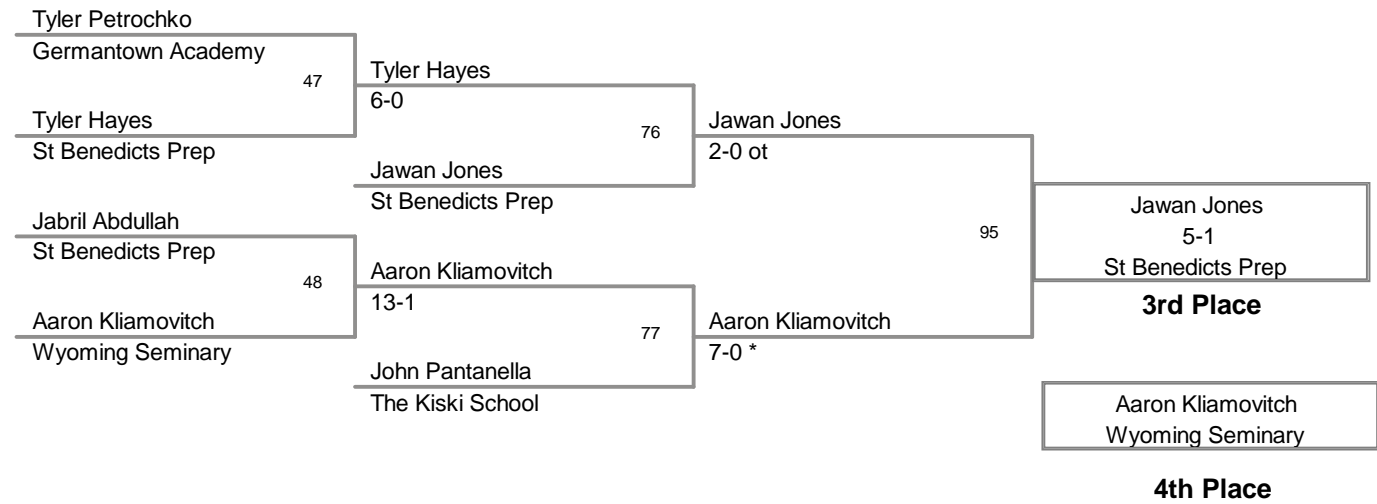 Tyler Petrochko
Germantown Academy
47
Tyler Hayes
6-0
Tyler Hayes
St Benedicts Prep
76
Jawan Jones
2-0 ot
Jawan Jones
St Benedicts Prep
Jabril Abdullah
St Benedicts Prep
48
Aaron Kliamovitch
13-1
Aaron Kliamovitch
Wyoming Seminary
77
Aaron Kliamovitch
7-0 *
John Pantanella
The Kiski School
95
Jawan Jones
5-1
St Benedicts Prep
3rd Place
Aaron Kliamovitch
Wyoming Seminary
4th Place